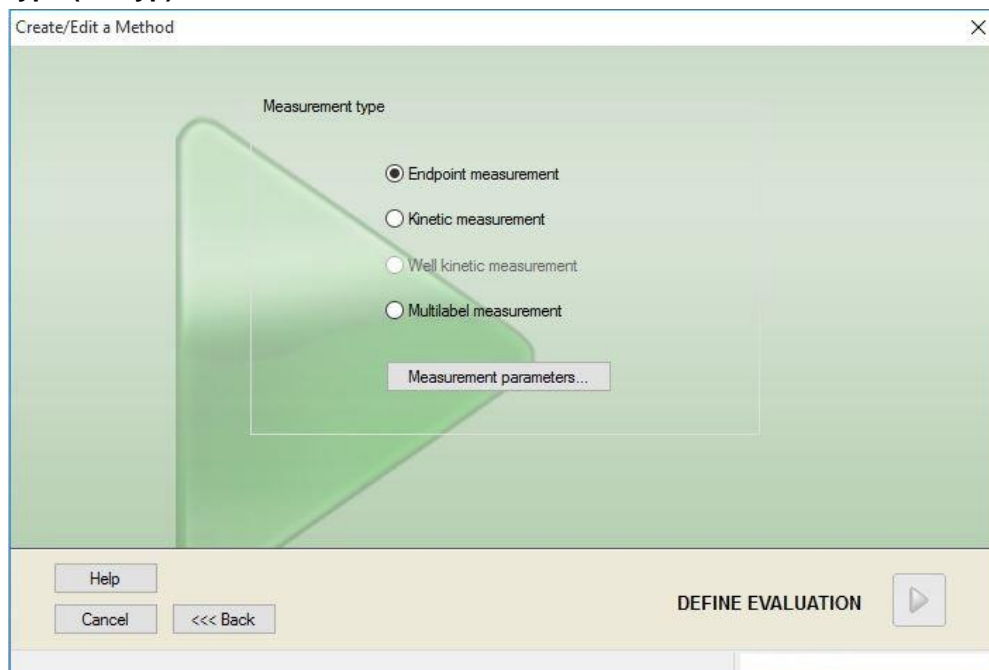 Create/Edit a Method
Measurement type
Endpoint measurement
Kinetic measurement
Well kinetic measurement
Multilabel measurement
Measurement parameters...
Help
Cancel
<<< Back
DEFINE EVALUATION